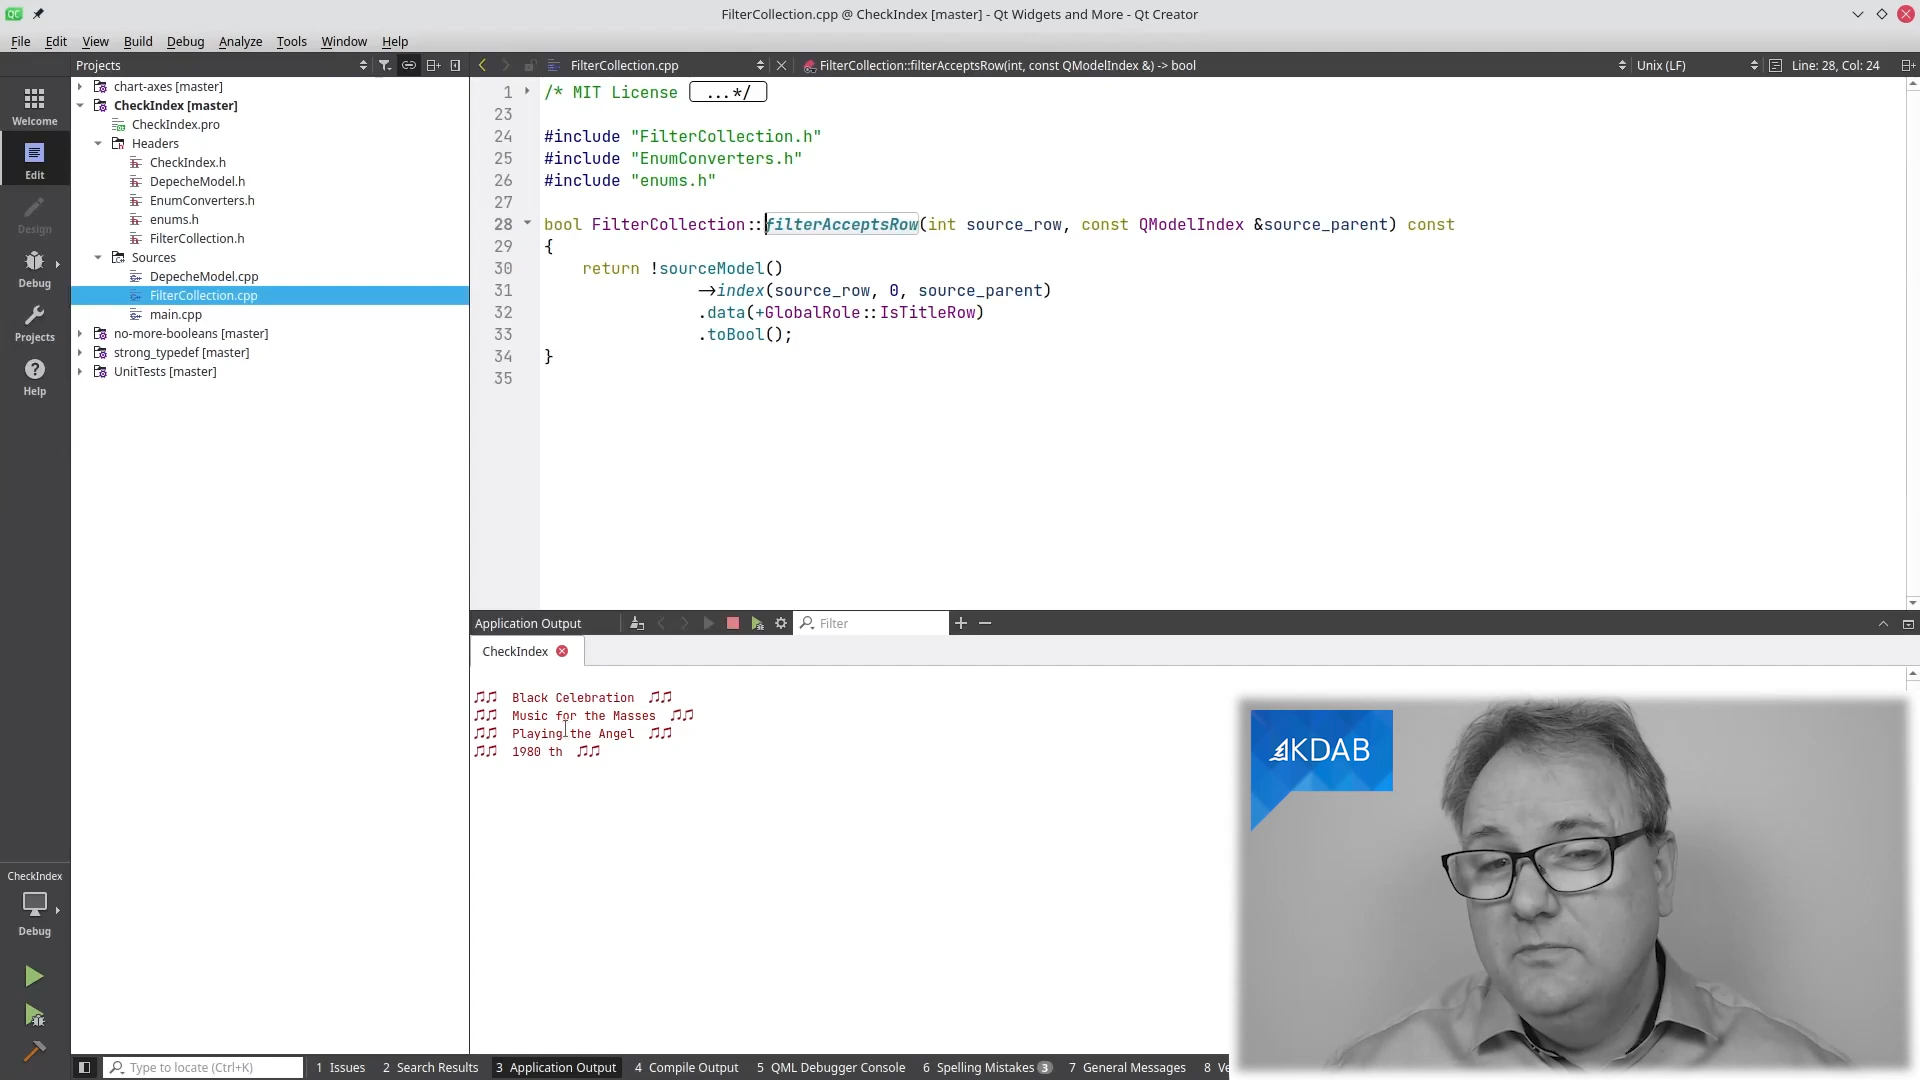 FilterCollection.cpp @ CheckIndex [master] - Qt Widgets and More - Qt Creator
File Edit View Build Debug Analyze Tools Window Help
Projects
FilterCollection.cpp
FilterCollection::filterAcceptsRow(int, const QModelIndex &) -> bool
Unix (LF)
Line: 28, Col: 24
Welcome
Edit
Design
Debug
Projects
Help
chart-axes [master]
CheckIndex [master]
CheckIndex.pro
Headers
CheckIndex.h
DepecheModel.h
EnumConverters.h
enums.h
FilterCollection.h
Sources
DepecheModel.cpp
FilterCollection.cpp
main.cpp
no-more-booleans [master]
strong_typedef [master]
UnitTests [master]
1 /* MIT License ...*/
23
24 #include "FilterCollection.h"
25 #include "EnumConverters.h"
26 #include "enums.h"
27
28 bool FilterCollection::filterAcceptsRow(int source_row, const QModelIndex &source_parent) const
29 {
30 return !sourceModel()
31 ->index(source_row, 0, source_parent)
32 .data(+GlobalRole::IsTitleRow)
33 .toBool();
34 }
35
Application Output
Filter
CheckIndex
♫♫ Black Celebration ♫♫
♫♫ Music for the Masses ♫♫
♫♫ Playing the Angel ♫♫
♫♫ 1980 th ♫♫
KDAB
CheckIndex
Debug
Type to locate (Ctrl+K)
1 Issues 2 Search Results 3 Application Output 4 Compile Output 5 QML Debugger Console 6 Spelling Mistakes 3 7 General Messages 8 Ve